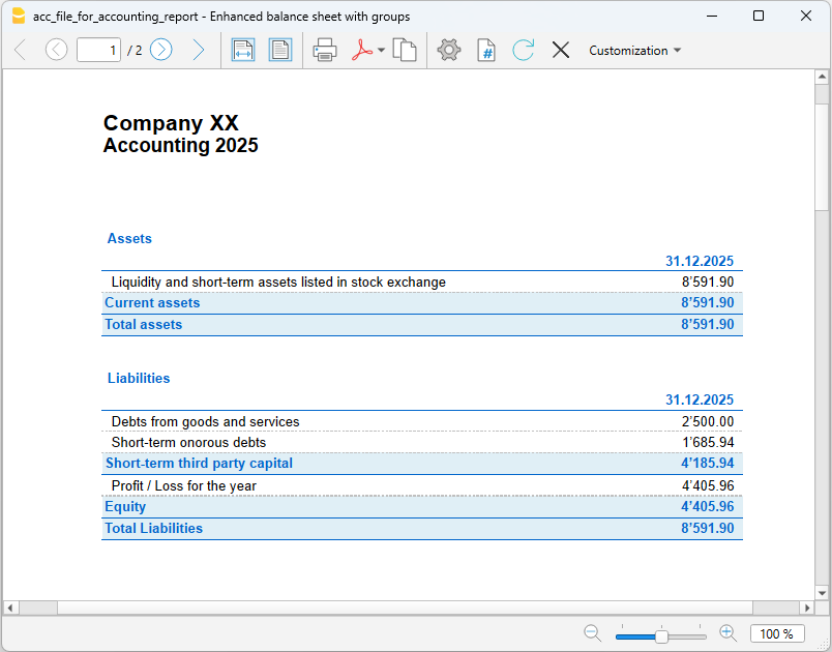 acc_file_for_accounting_report - Enhanced balance sheet with groups
1 / 2 # Customization
Company XX
Accounting 2025
Assets
31.12.2025
Liquidity and short-term assets listed in stock exchange 8'591.90
Current assets 8'591.90
Total assets 8'591.90
Liabilities
31.12.2025
Debts from goods and services 2'500.00
Short-term onorous debts 1'685.94
Short-term third party capital 4'185.94
Profit / Loss for the year 4'405.96
Equity 4'405.96
Total Liabilities 8'591.90
100 %